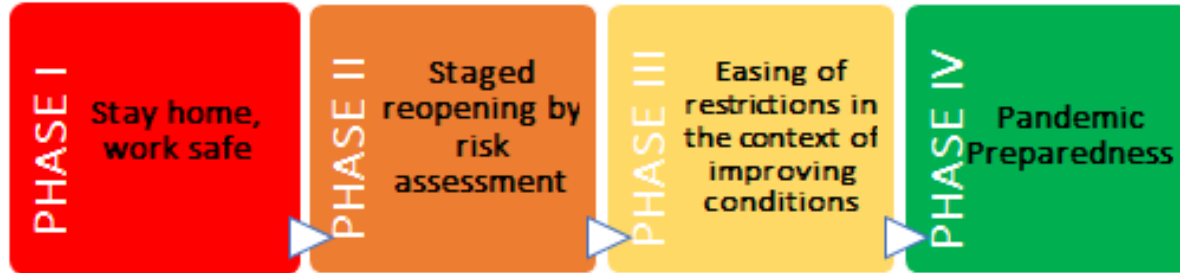 PHASE I
Stay home,
work safe
PHASE II
Staged
reopening by
risk
assessment
PHASE III
Easing of
restrictions in
the context of
improving
conditions
PHASE IV
Pandemic
Preparedness